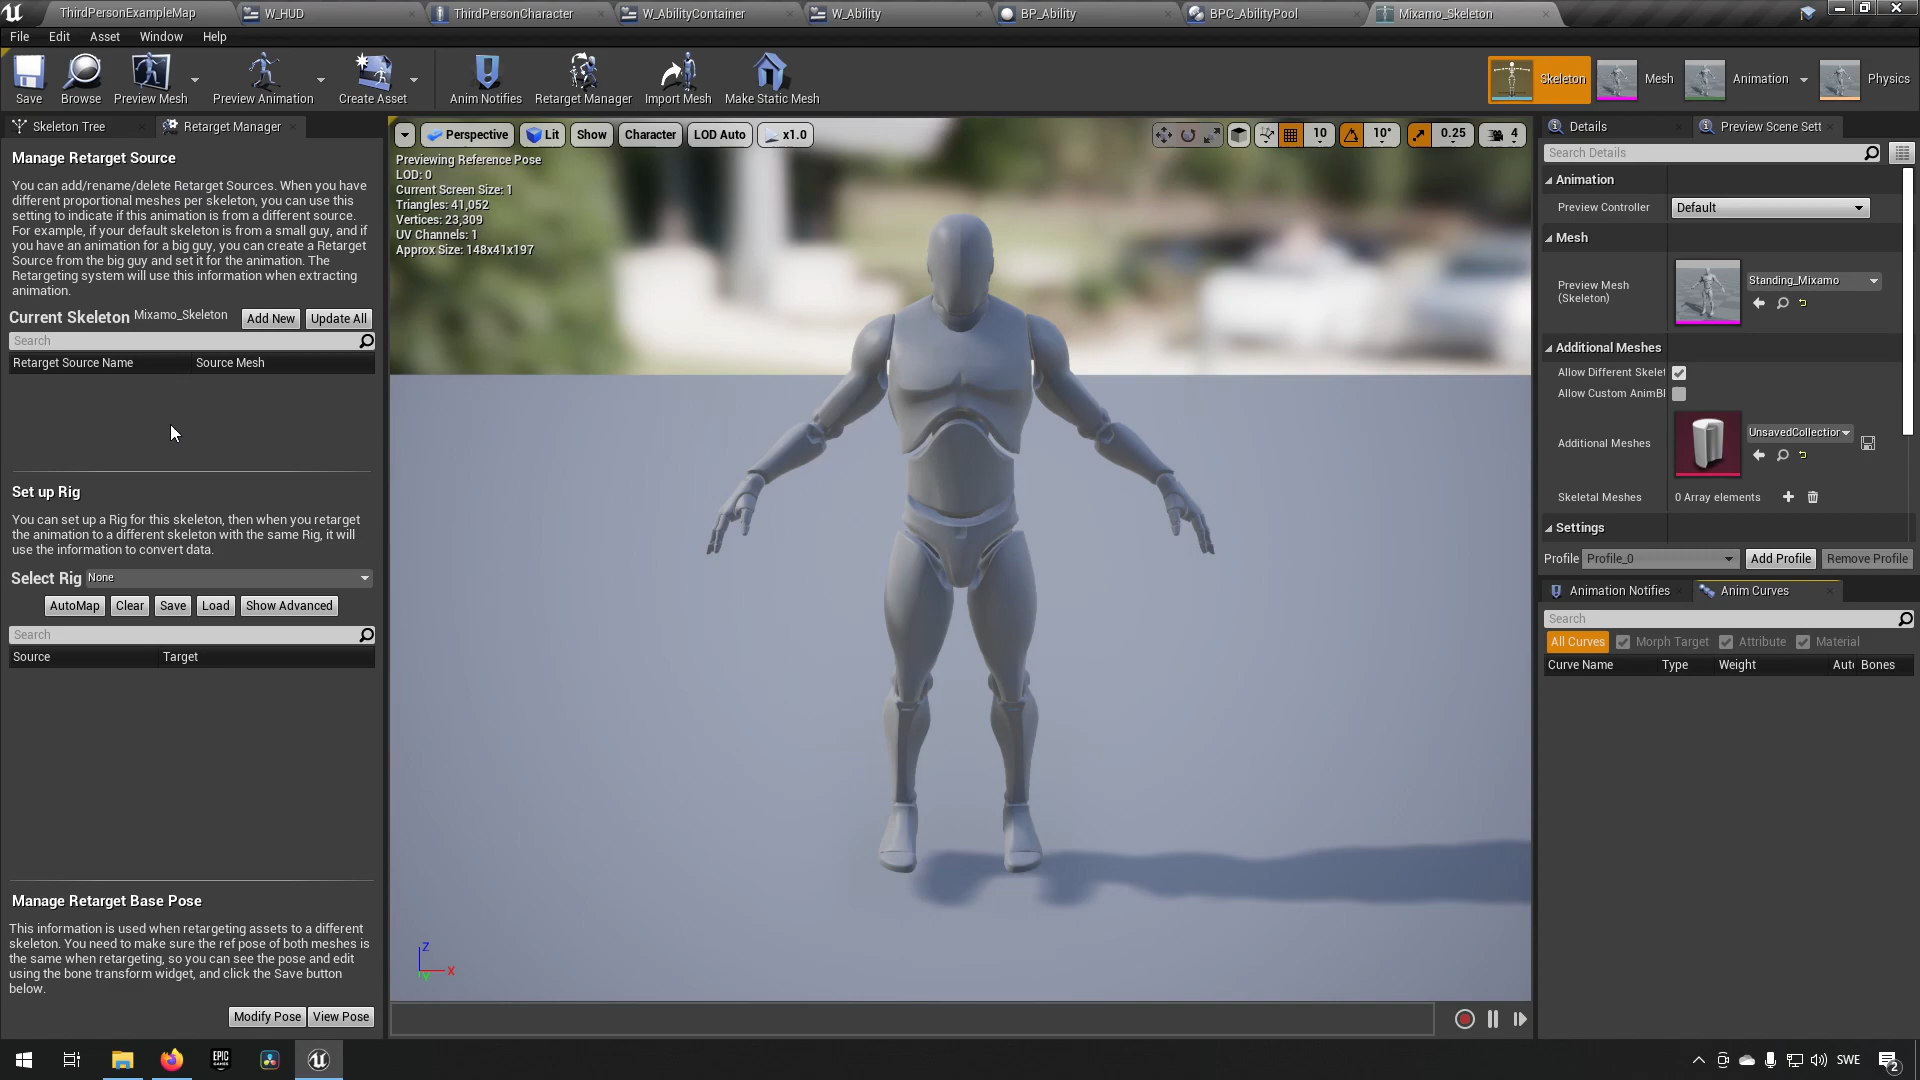 ThirdPersonExampleMap
W_HUD
ThirdPersonCharacter
W_AbilityContainer
W_Ability
BP_Ability
BPC_AbilityPool
Mixamo_Skeleton
File Edit Asset Window Help
Save
Browse
Preview Mesh
Preview Animation
Create Asset
Anim Notifies
Retarget Manager
Import Mesh
Make Static Mesh
Skeleton
Mesh
Animation
Physics
Skeleton Tree
Retarget Manager
Manage Retarget Source
You can add/rename/delete Retarget Sources. When you have
different proportional meshes per skeleton, you can use this
setting to indicate if this animation is from a different source.
For example, if your default skeleton is from a small guy, and if
you have an animation for a big guy, you can create a Retarget
Source from the big guy and set it for the animation. The
Retargeting system will use this information when extracting
animation.
Current Skeleton Mixamo_Skeleton Add New Update All
Search
Retarget Source Name Source Mesh
Set up Rig
You can set up a Rig for this skeleton, then when you retarget
the animation to a different skeleton with the same Rig, it will
use the information to convert data.
Select Rig None
AutoMap Clear Save Load Show Advanced
Search
Source Target
Manage Retarget Base Pose
This information is used when retargeting assets to a different
skeleton. You need to make sure the ref pose of both meshes is
the same when retargeting, so you can see the pose and edit
using the bone transform widget, and click the Save button
below.
Modify Pose View Pose
Perspective Lit Show Character LOD Auto x1.0
10 10° 0.25 4
Previewing Reference Pose
LOD: 0
Current Screen Size: 1
Triangles: 41,052
Vertices: 23,309
UV Channels: 1
Approx Size: 148x41x197
Z
X
Y
Details
Preview Scene Sett
Search Details
Animation
Preview Controller Default
Mesh
Preview Mesh
(Skeleton)
Standing_Mixamo
Additional Meshes
Allow Different Skelet
Allow Custom AnimBl
Additional Meshes
UnsavedCollection
Skeletal Meshes 0 Array elements
Settings
Profile Profile_0 Add Profile Remove Profile
Animation Notifies
Anim Curves
Search
All Curves Morph Target Attribute Material
Curve Name Type Weight Aut Bones
EPIC
GAMES
SWE
2